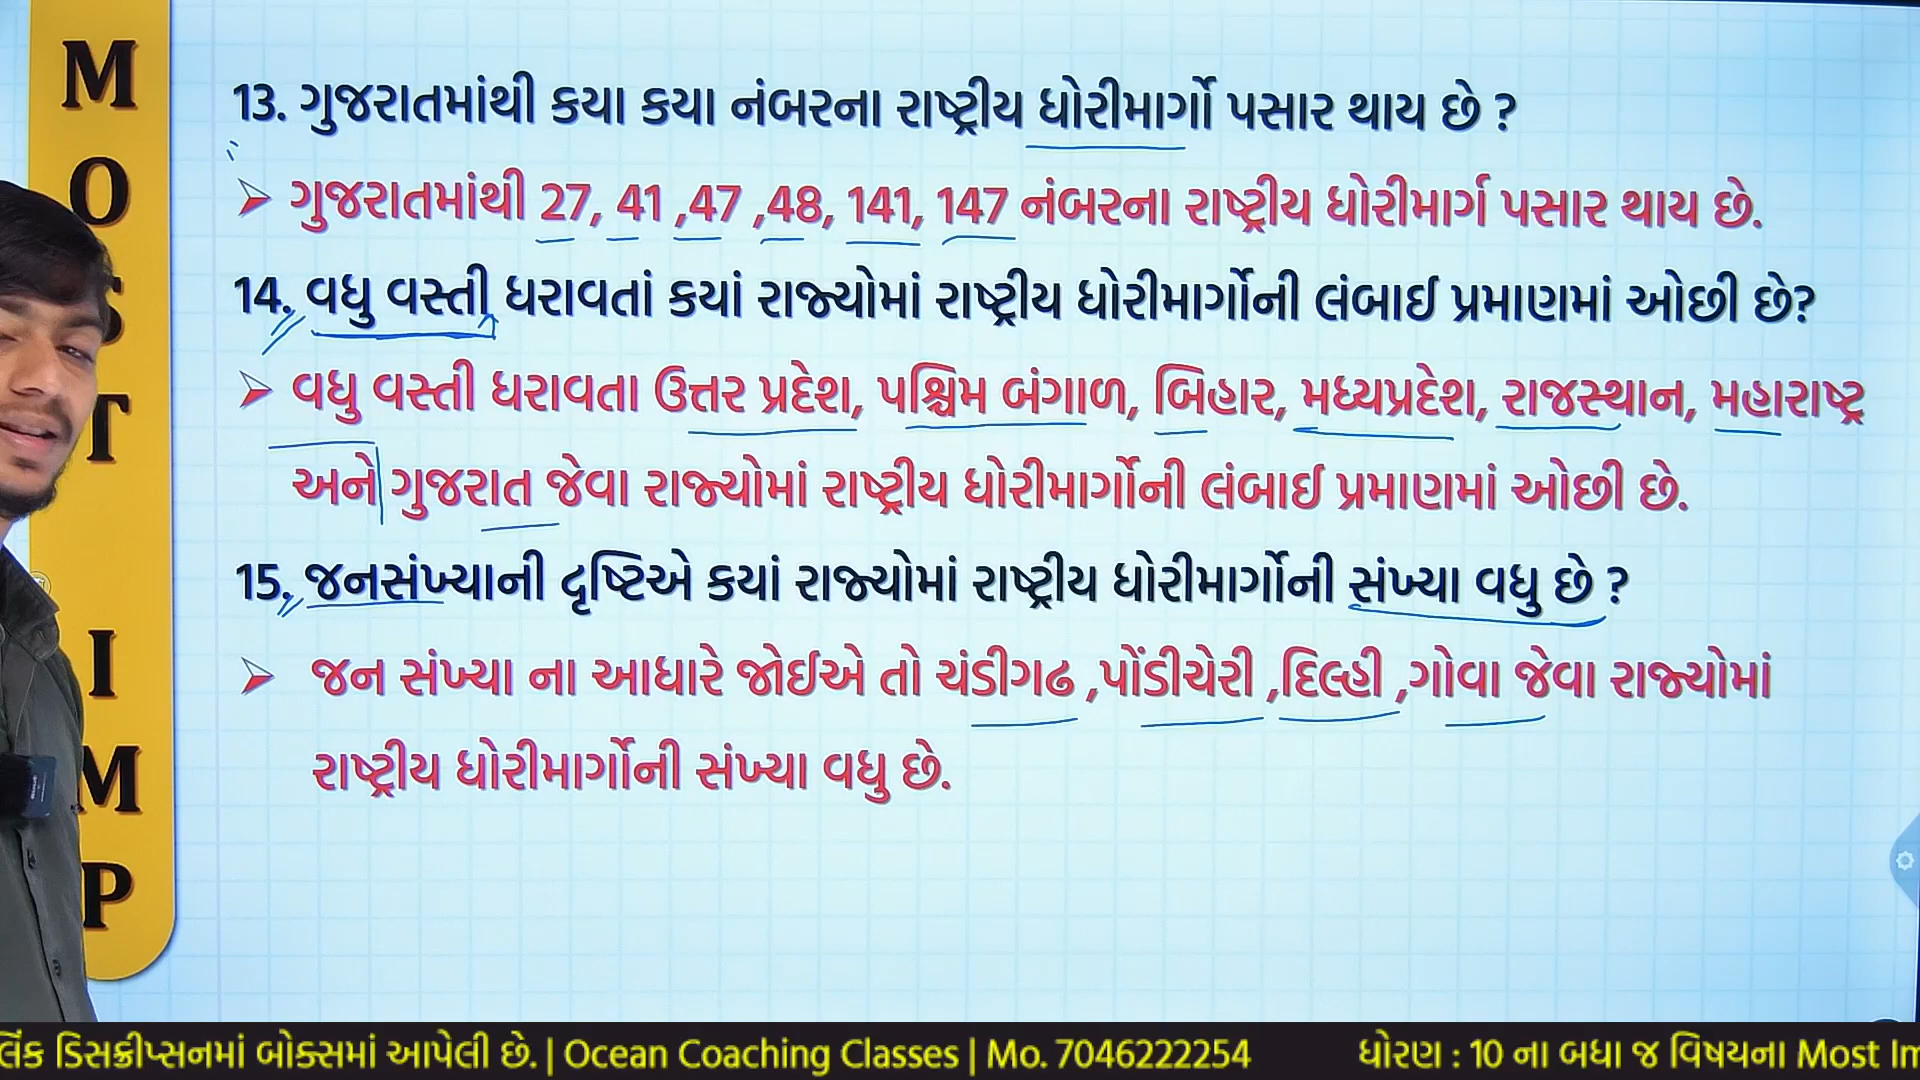 MOST IMP
13. ગુજરાતમાંથી કયા કયા નંબરના રાષ્ટ્રીય ધોરીમાર્ગો પસાર થાય છે ?
➢ ગુજરાતમાંથી 27, 41 ,47 ,48, 141, 147 નંબરના રાષ્ટ્રીય ધોરીમાર્ગ પસાર થાય છે.
14. વધુ વસ્તી ધરાવતાં કયાં રાજ્યોમાં રાષ્ટ્રીય ધોરીમાર્ગોની લંબાઈ પ્રમાણમાં ઓછી છે?
➢ વધુ વસ્તી ધરાવતા ઉત્તર પ્રદેશ, પશ્ચિમ બંગાળ, બિહાર, મધ્યપ્રદેશ, રાજસ્થાન, મહારાષ્ટ્ર
અને ગુજરાત જેવા રાજ્યોમાં રાષ્ટ્રીય ધોરીમાર્ગોની લંબાઈ પ્રમાણમાં ઓછી છે.
15. જનસંખ્યાની દૃષ્ટિએ કયાં રાજ્યોમાં રાષ્ટ્રીય ધોરીમાર્ગોની સંખ્યા વધુ છે ?
➢ જન સંખ્યા ના આધારે જોઈએ તો ચંડીગઢ ,પોંડીચેરી ,દિલ્હી ,ગોવા જેવા રાજ્યોમાં
રાષ્ટ્રીય ધોરીમાર્ગોની સંખ્યા વધુ છે.
લિંક ડિસક્રીપ્સનમાં બોક્સમાં આપેલી છે. | Ocean Coaching Classes | Mo. 7046222254 ધોરણ : 10 ના બધા જ વિષયના Most Im